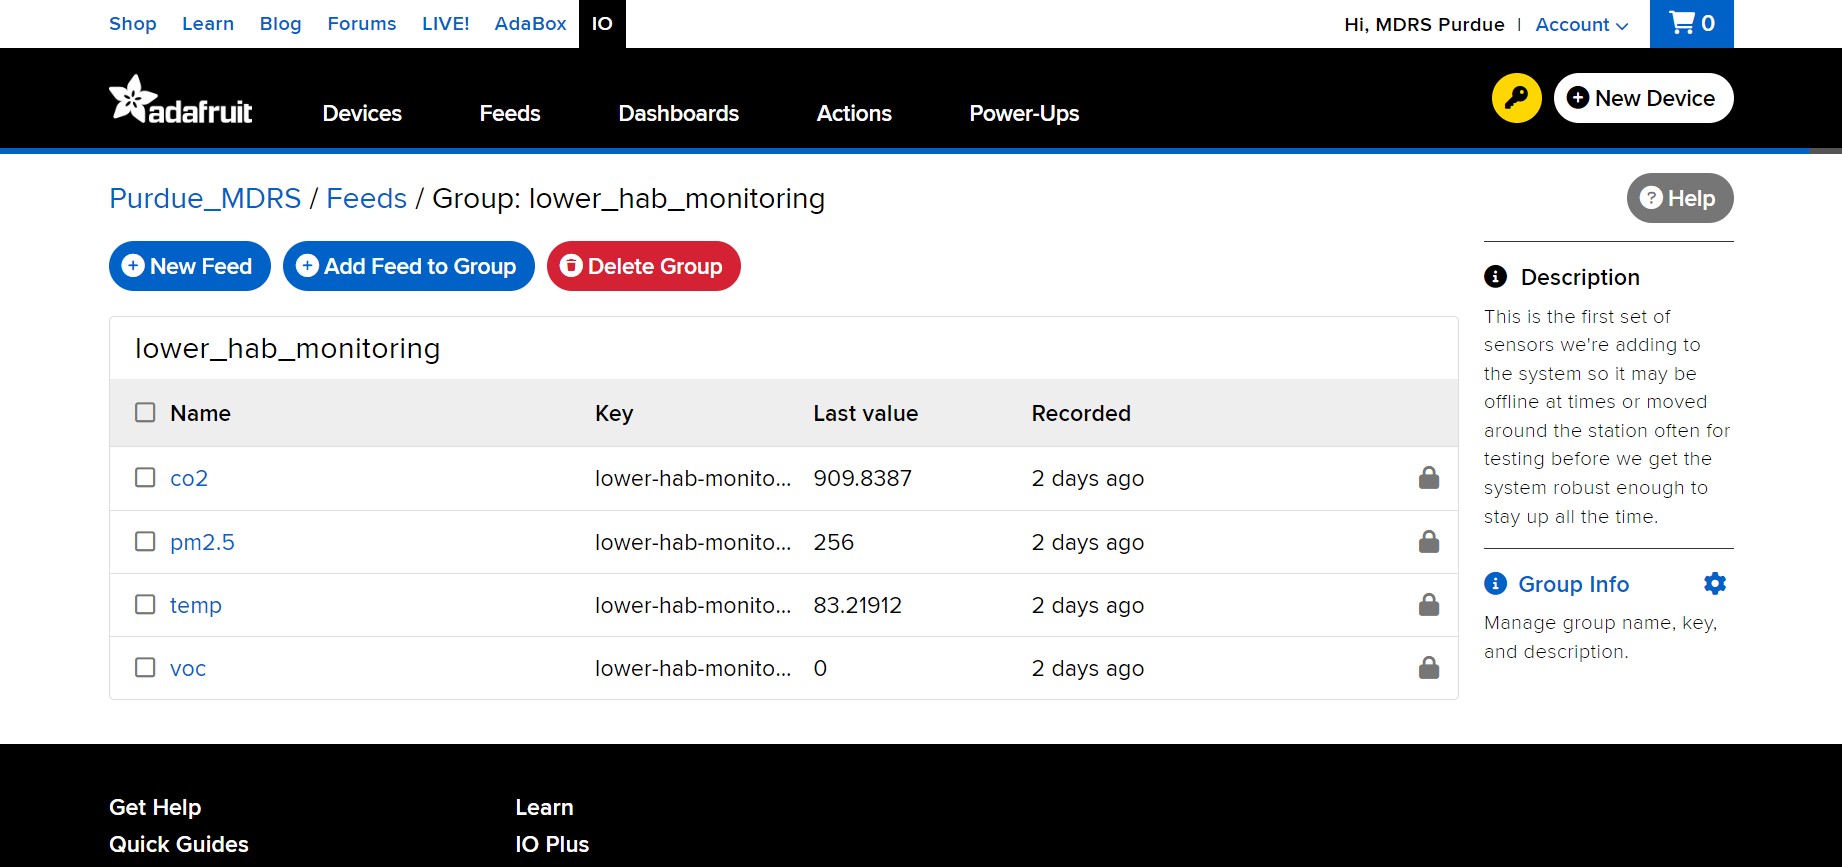 Shop Learn Blog Forums LIVE! AdaBox IO
Hi, MDRS Purdue | Account 0
adafruit Devices Feeds Dashboards Actions Power-Ups New Device
Purdue_MDRS / Feeds / Group: lower_hab_monitoring
? Help
+ New Feed + Add Feed to Group Delete Group
lower_hab_monitoring
Name Key Last value Recorded
co2 lower-hab-monito... 909.8387 2 days ago
pm2.5 lower-hab-monito... 256 2 days ago
temp lower-hab-monito... 83.21912 2 days ago
voc lower-hab-monito... 0 2 days ago
Description
This is the first set of
sensors we're adding to
the system so it may be
offline at times or moved
around the station often for
testing before we get the
system robust enough to
stay up all the time.
Group Info
Manage group name, key,
and description.
Get Help Learn
Quick Guides IO Plus